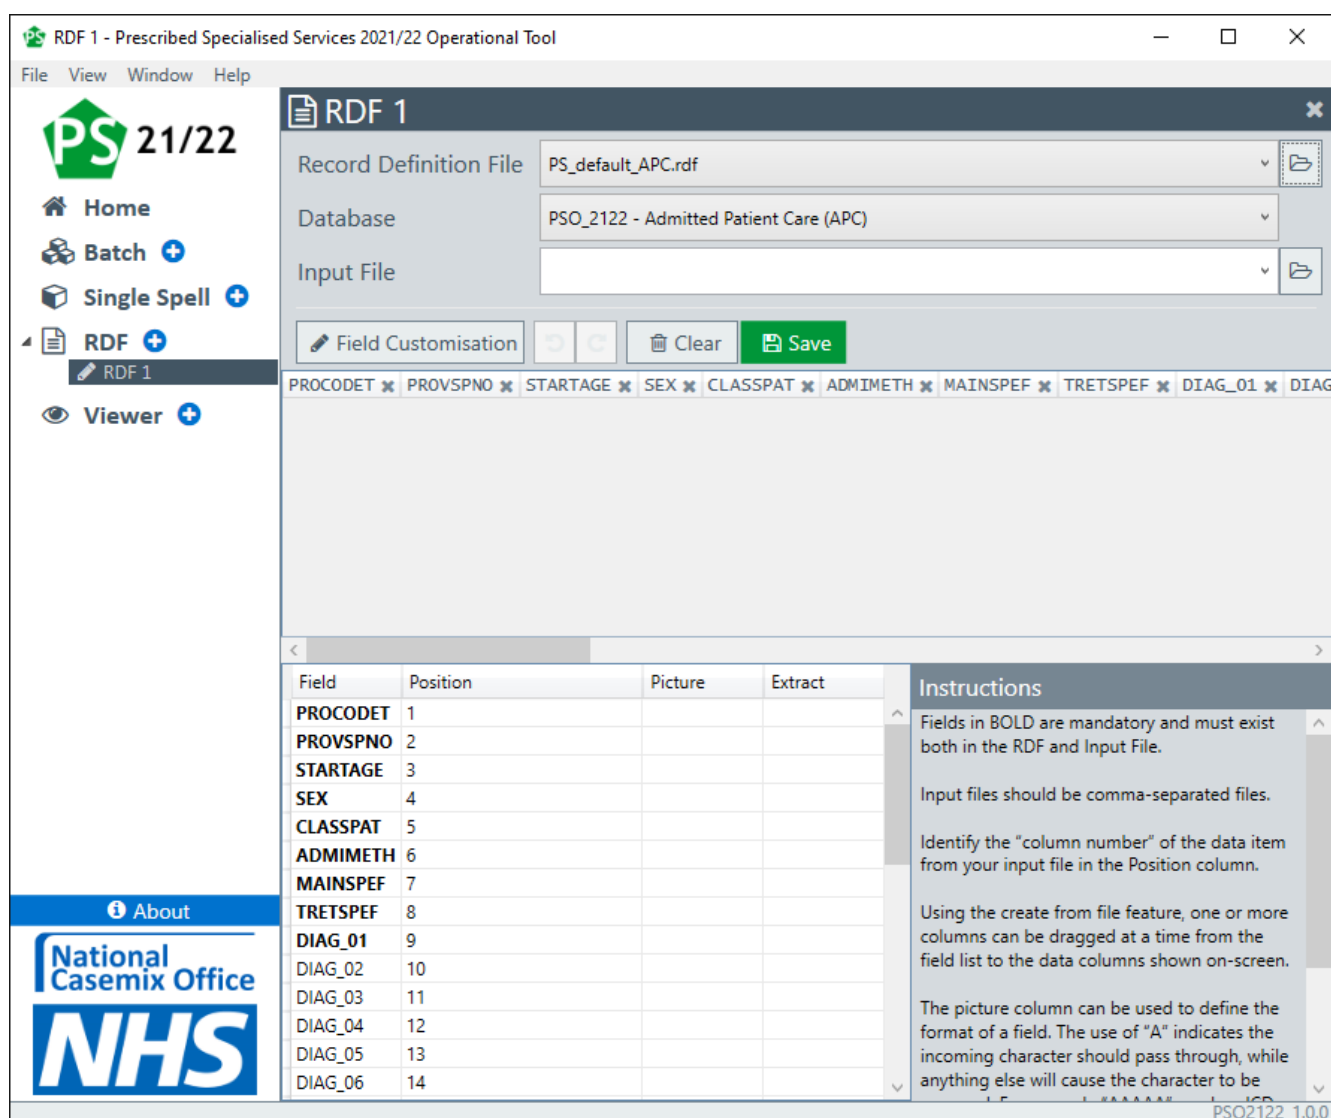 PS RDF 1 - Prescribed Specialised Services 2021/22 Operational Tool
File View Window Help
PS 21/22
Home
Batch
Single Spell
RDF
RDF 1
Viewer
About
National
Casemix Office
NHS
RDF 1
Record Definition File PS_default_APC.rdf
Database PSO_2122 - Admitted Patient Care (APC)
Input File
Field Customisation Clear Save
PROCODET PROVSPNO STARTAGE SEX CLASSPAT ADMIMETH MAINSPEF TRETSPEF DIAG_01 DIAG
Field Position Picture Extract
PROCODET 1
PROVSPNO 2
STARTAGE 3
SEX 4
CLASSPAT 5
ADMIMETH 6
MAINSPEF 7
TRETSPEF 8
DIAG_01 9
DIAG_02 10
DIAG_03 11
DIAG_04 12
DIAG_05 13
DIAG_06 14
Instructions
Fields in BOLD are mandatory and must exist
both in the RDF and Input File.
Input files should be comma-separated files.
Identify the “column number” of the data item
from your input file in the Position column.
Using the create from file feature, one or more
columns can be dragged at a time from the
field list to the data columns shown on-screen.
The picture column can be used to define the
format of a field. The use of “A” indicates the
incoming character should pass through, while
anything else will cause the character to be
PSO2122 1.0.0